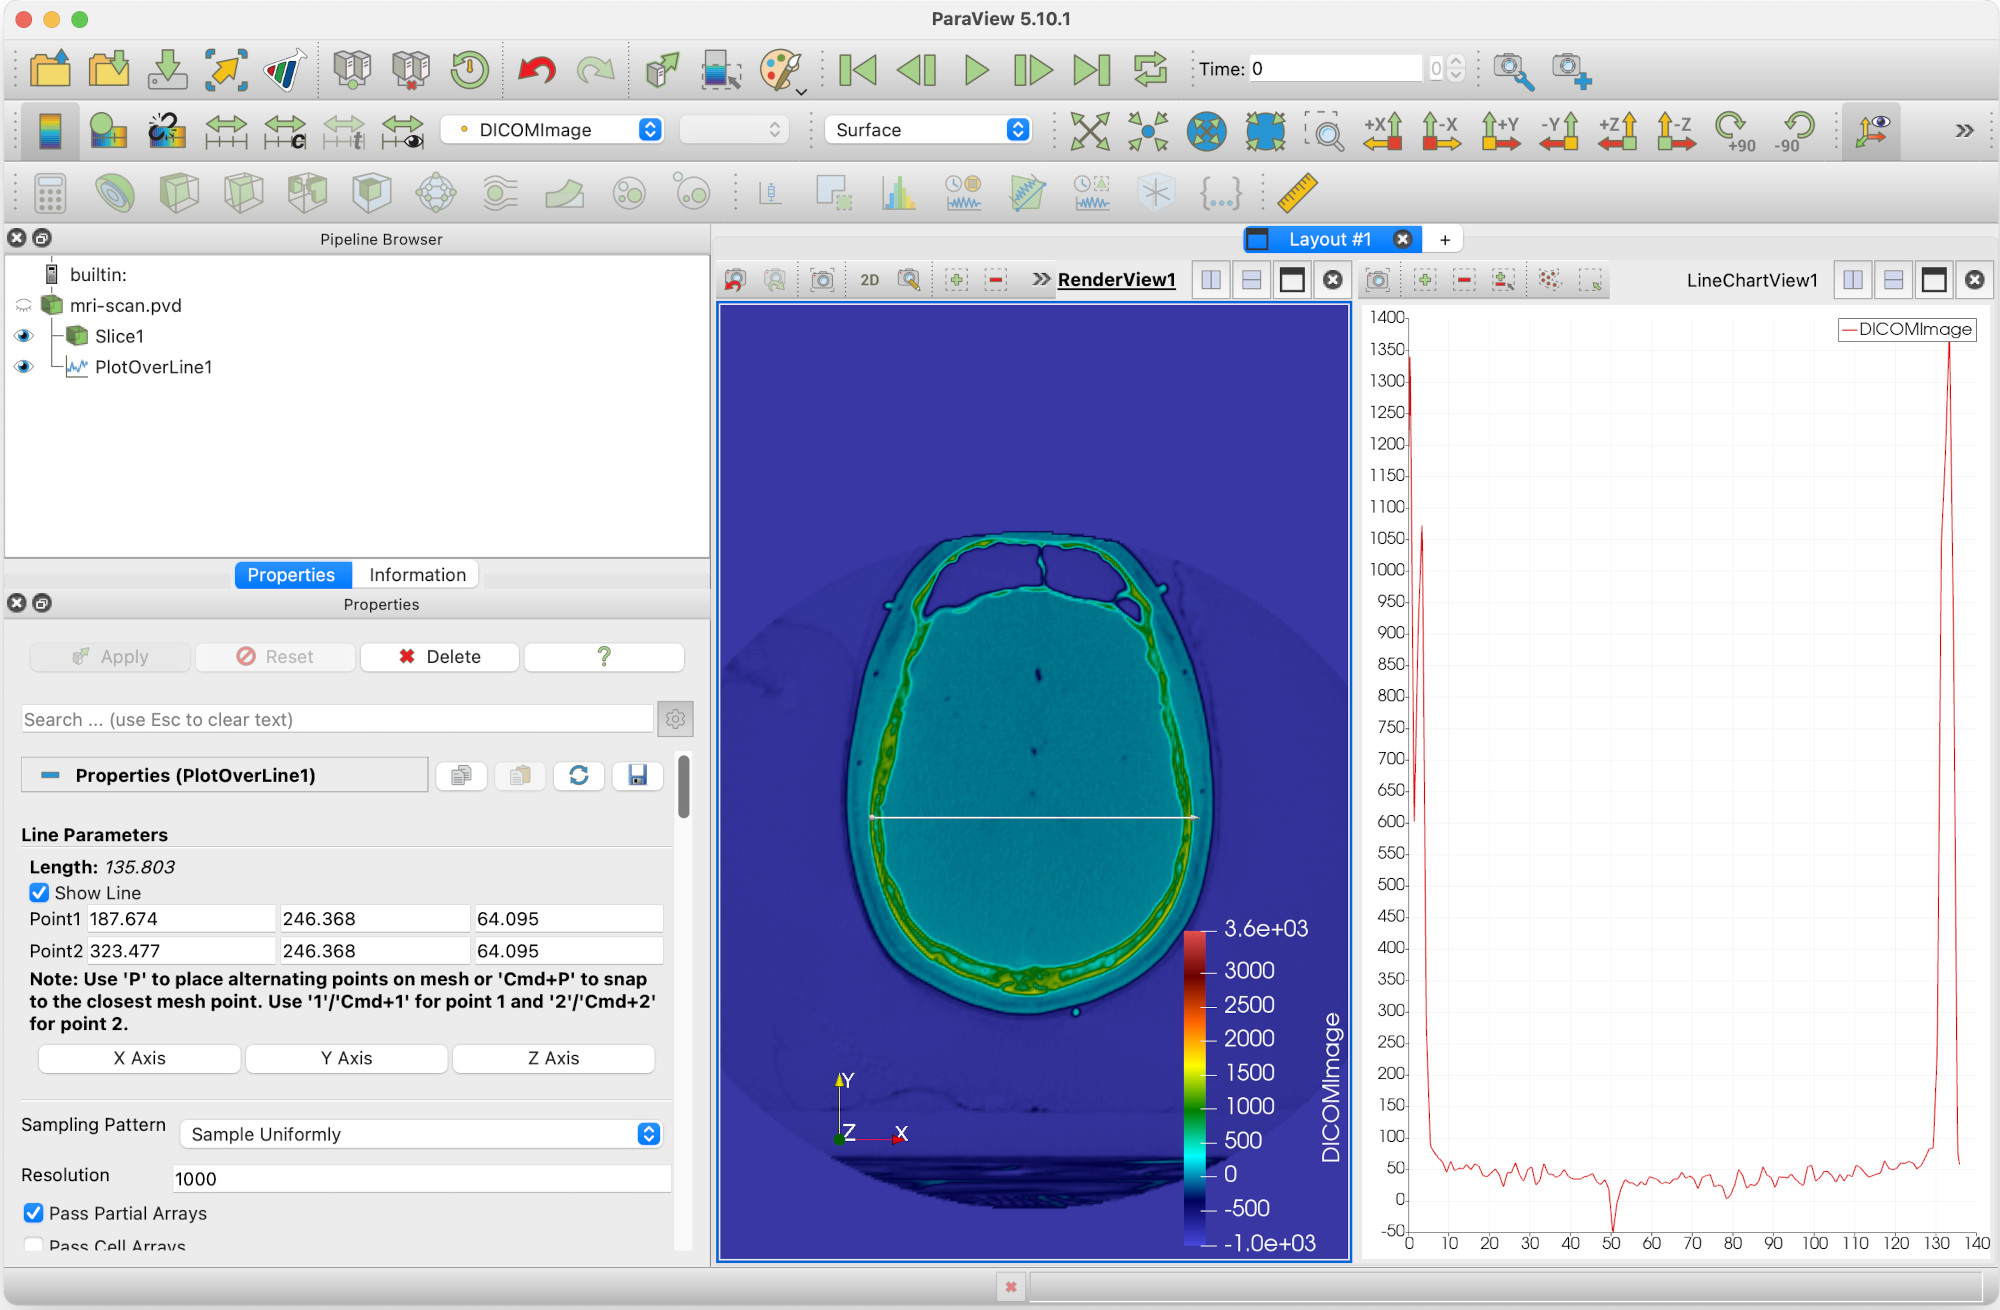 ParaView 5.10.1
Time: 0
0
DICOMImage
Surface
+X
-X
+Y
-Y
+Z
-Z
+90
-90
Pipeline Browser
Layout #1
+
builtin:
mri-scan.pvd
Slice1
PlotOverLine1
2D
RenderView1
LineChartView1
Properties
Information
Properties
Apply
Reset
Delete
?
Search ... (use Esc to clear text)
Properties (PlotOverLine1)
Line Parameters
Length: 135.803
Show Line
Point1 187.674 246.368 64.095
Point2 323.477 246.368 64.095
Note: Use 'P' to place alternating points on mesh or 'Cmd+P' to snap
to the closest mesh point. Use '1'/'Cmd+1' for point 1 and '2'/'Cmd+2'
for point 2.
X Axis
Y Axis
Z Axis
Sampling Pattern
Sample Uniformly
Resolution
1000
Pass Partial Arrays
Pass Cell Arrays
Y
Z
X
3.6e+03
3000
2500
2000
1500
1000
500
0
-500
-1.0e+03
DICOMImage
DICOMImage
1400
1350
1300
1250
1200
1150
1100
1050
1000
950
900
850
800
750
700
650
600
550
500
450
400
350
300
250
200
150
100
50
0
-50
0 10 20 30 40 50 60 70 80 90 100 110 120 130 140